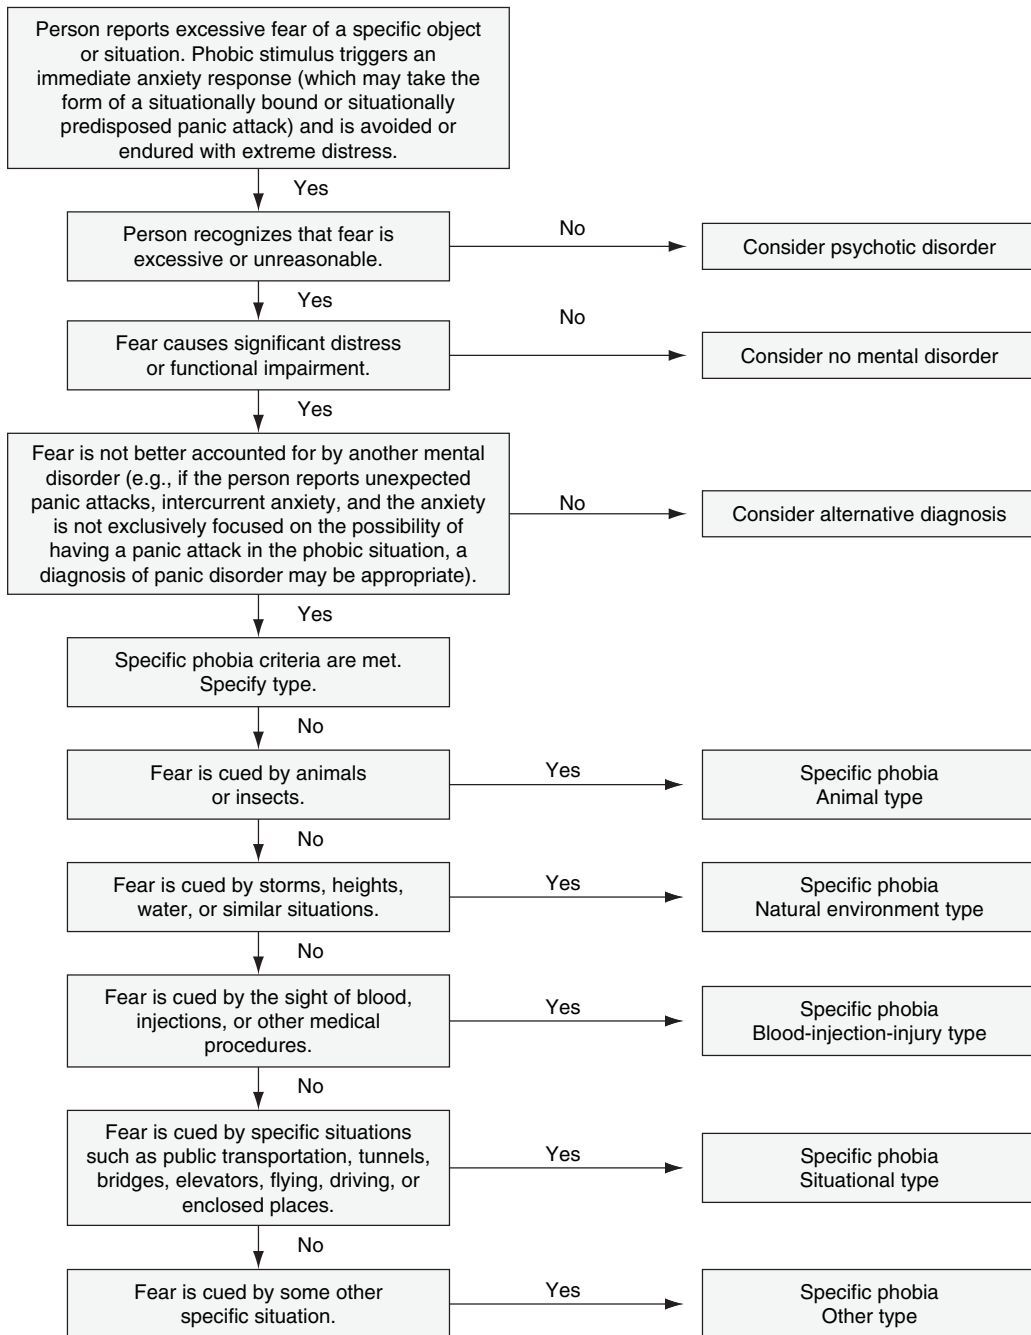 Person reports excessive fear of a specific object
or situation. Phobic stimulus triggers an
immediate anxiety response (which may take the
form of a situationally bound or situationally
predisposed panic attack) and is avoided or
endured with extreme distress.
Yes
Person recognizes that fear is
excessive or unreasonable.
No
Consider psychotic disorder
Yes
Fear causes significant distress
or functional impairment.
No
Consider no mental disorder
Yes
Fear is not better accounted for by another mental
disorder (e.g., if the person reports unexpected
panic attacks, intercurrent anxiety, and the anxiety
is not exclusively focused on the possibility of
having a panic attack in the phobic situation, a
diagnosis of panic disorder may be appropriate).
No
Consider alternative diagnosis
Yes
Specific phobia criteria are met.
Specify type.
No
Fear is cued by animals
or insects.
Yes
Specific phobia
Animal type
No
Fear is cued by storms, heights,
water, or similar situations.
Yes
Specific phobia
Natural environment type
No
Fear is cued by the sight of blood,
injections, or other medical
procedures.
Yes
Specific phobia
Blood-injection-injury type
No
Fear is cued by specific situations
such as public transportation, tunnels,
bridges, elevators, flying, driving, or
enclosed places.
Yes
Specific phobia
Situational type
No
Fear is cued by some other
specific situation.
Yes
Specific phobia
Other type